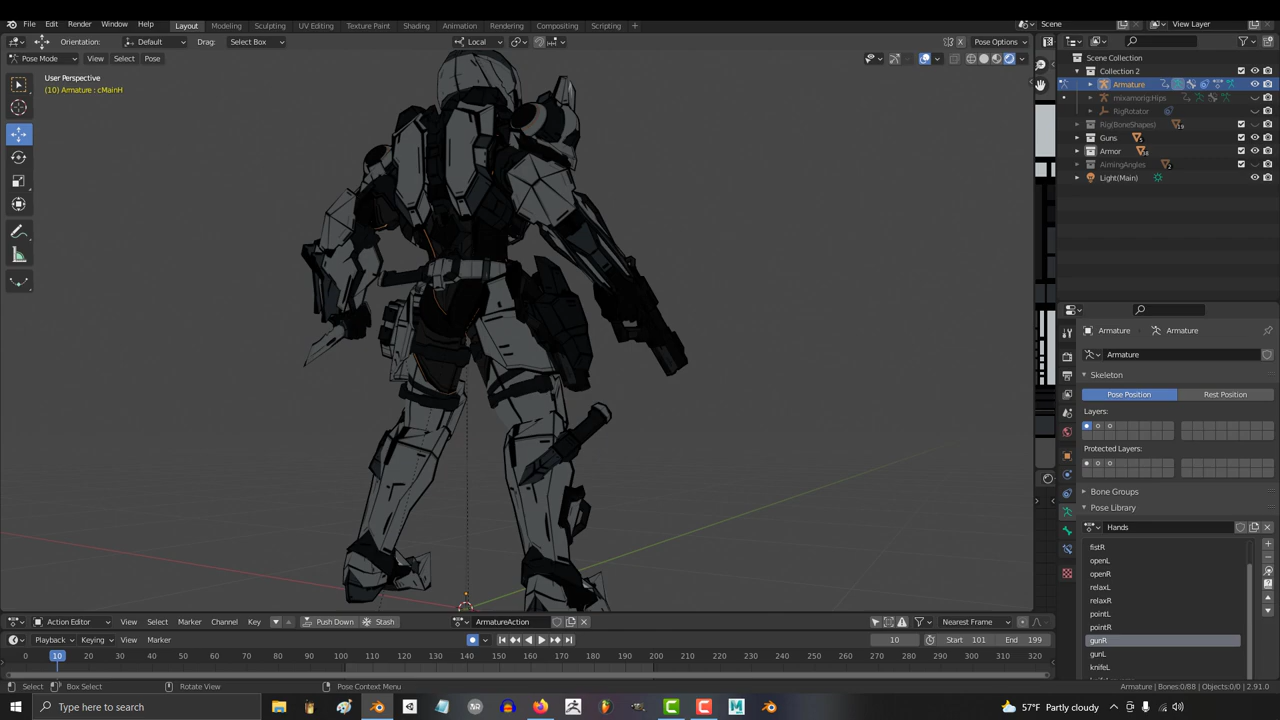 File Edit Render Window Help Layout Modeling Sculpting UV Editing Texture Paint Shading Animation Rendering Compositing Scripting + Scene View Layer
Orientation: Default Drag: Select Box Local Pose Options
Pose Mode View Select Pose
User Perspective
(10) Armature : cMainH
Scene Collection
Collection 2
Armature
mixamorig:Hips
RigRotator
Rig(BoneShapes)
Guns
Armor
AimingAngles
Light(Main)
Armature Armature
Armature
Skeleton
Pose Position Rest Position
Layers:
Protected Layers:
Bone Groups
Pose Library
Hands
fistR
openL
openR
relaxL
relaxR
pointL
pointR
gunR
gunL
knifeL
Action Editor View Select Marker Channel Key Push Down Stash ArmatureAction Nearest Frame
Playback Keying View Marker 10 Start 101 End 199
0 10 20 30 40 50 60 70 80 90 100 110 120 130 140 150 160 170 180 190 200 210 220 230 240 250 260 270 280 290 300 310 320
Select Box Select Rotate View Pose Context Menu Armature | Bones:0/88 | Objects:0/0 | 2.91.0
Type here to search 57°F Partly cloudy